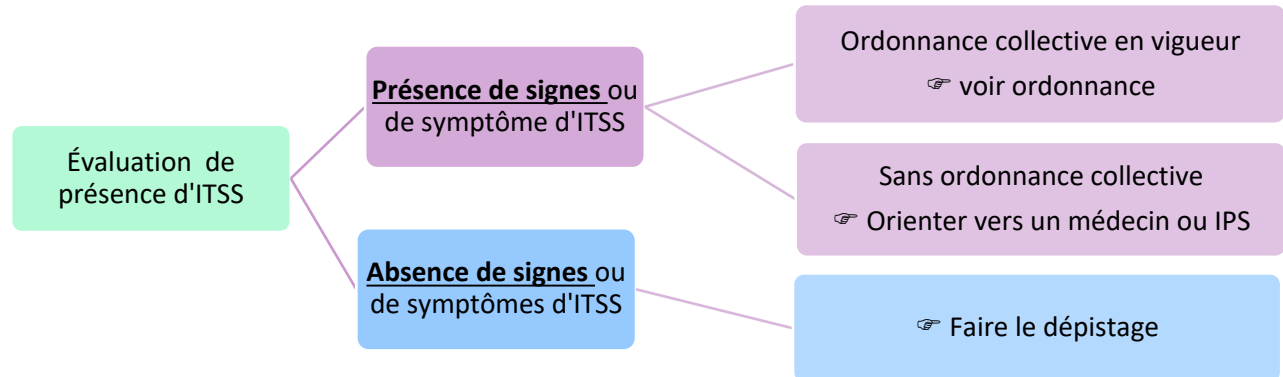 Évaluation de
présence d'ITSS
Présence de signes ou
de symptôme d'ITSS
Ordonnance collective en vigueur
☞ voir ordonnance
Sans ordonnance collective
☞ Orienter vers un médecin ou IPS
Absence de signes ou
de symptômes d'ITSS
☞ Faire le dépistage